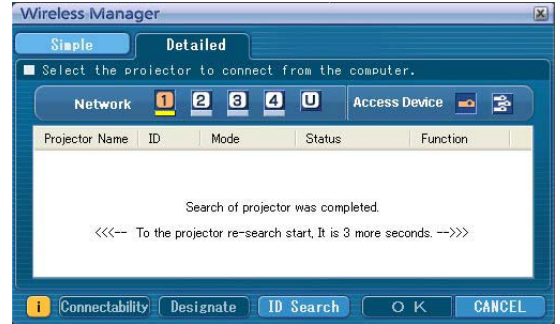 Wireless Manager
Simple Detailed
Select the projector to connect from the computer.
Network 1 2 3 4 U Access Device
Projector Name ID Mode Status Function
Search of projector was completed.
<<<-- To the projector re-search start, It is 3 more seconds. -->>>
i Connectability Designate ID Search O K CANCEL